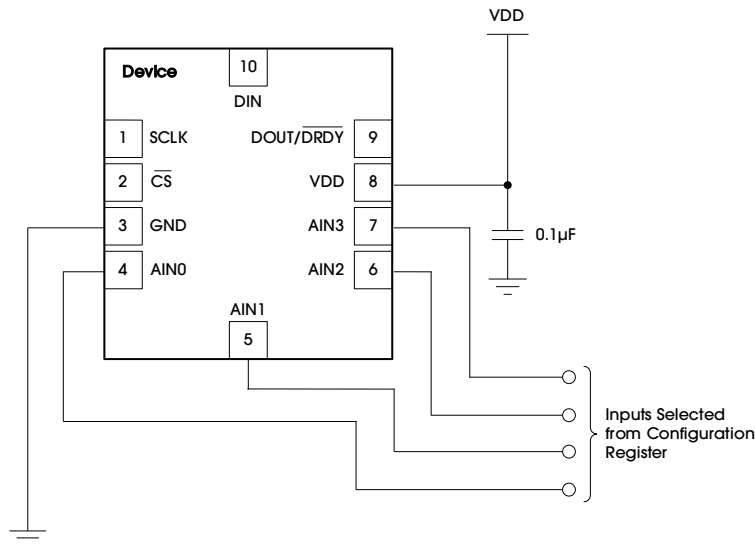 VDD
Device
10
DIN
1 SCLK
DOUT/DRDY 9
2 CS
VDD 8
3 GND
AIN3 7
0.1µF
4 AIN0
AIN2 6
AIN1
5
Inputs Selected
from Configuration
Register